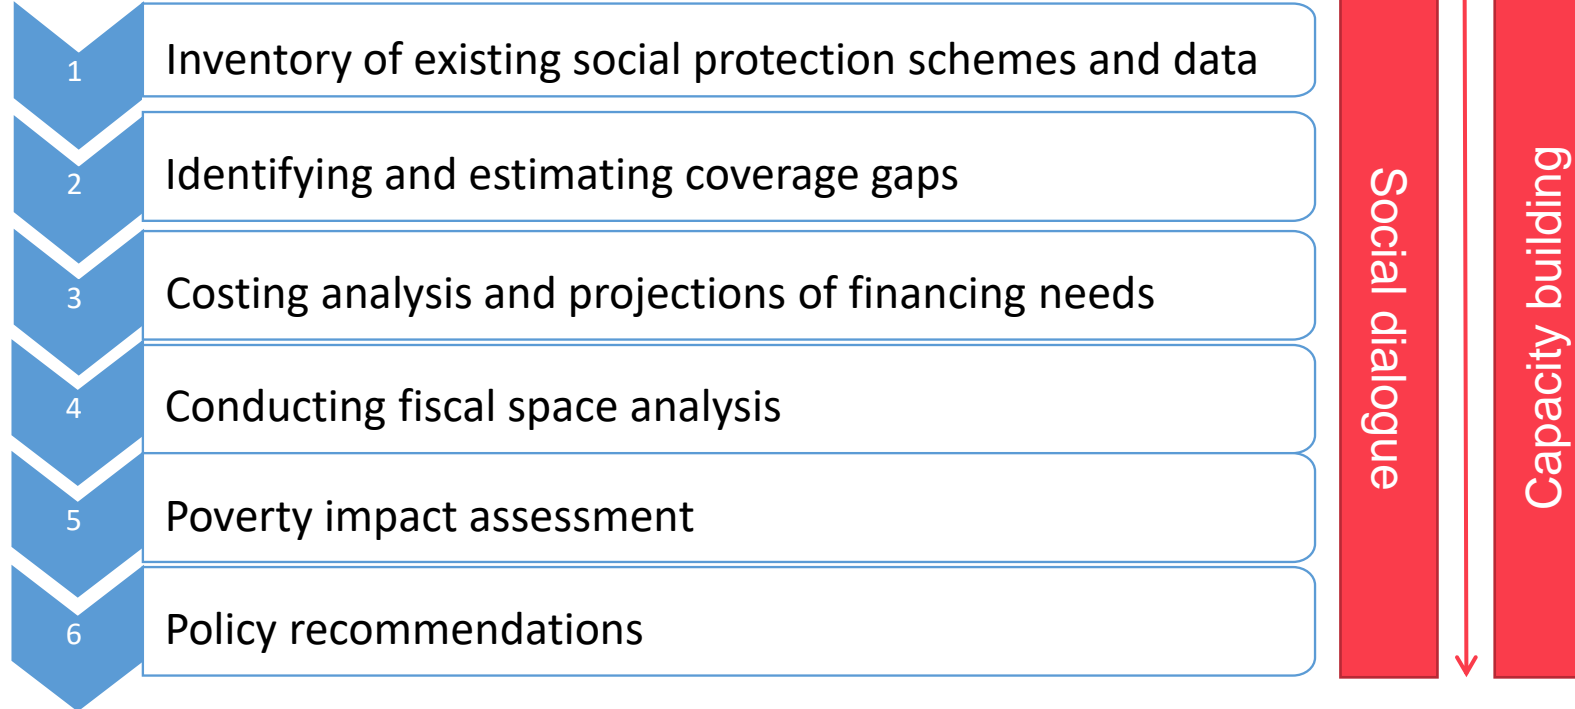 1
Inventory of existing social protection schemes and data
2
Identifying and estimating coverage gaps
3
Costing analysis and projections of financing needs
4
Conducting fiscal space analysis
5
Poverty impact assessment
6
Policy recommendations
Social dialogue
Capacity building